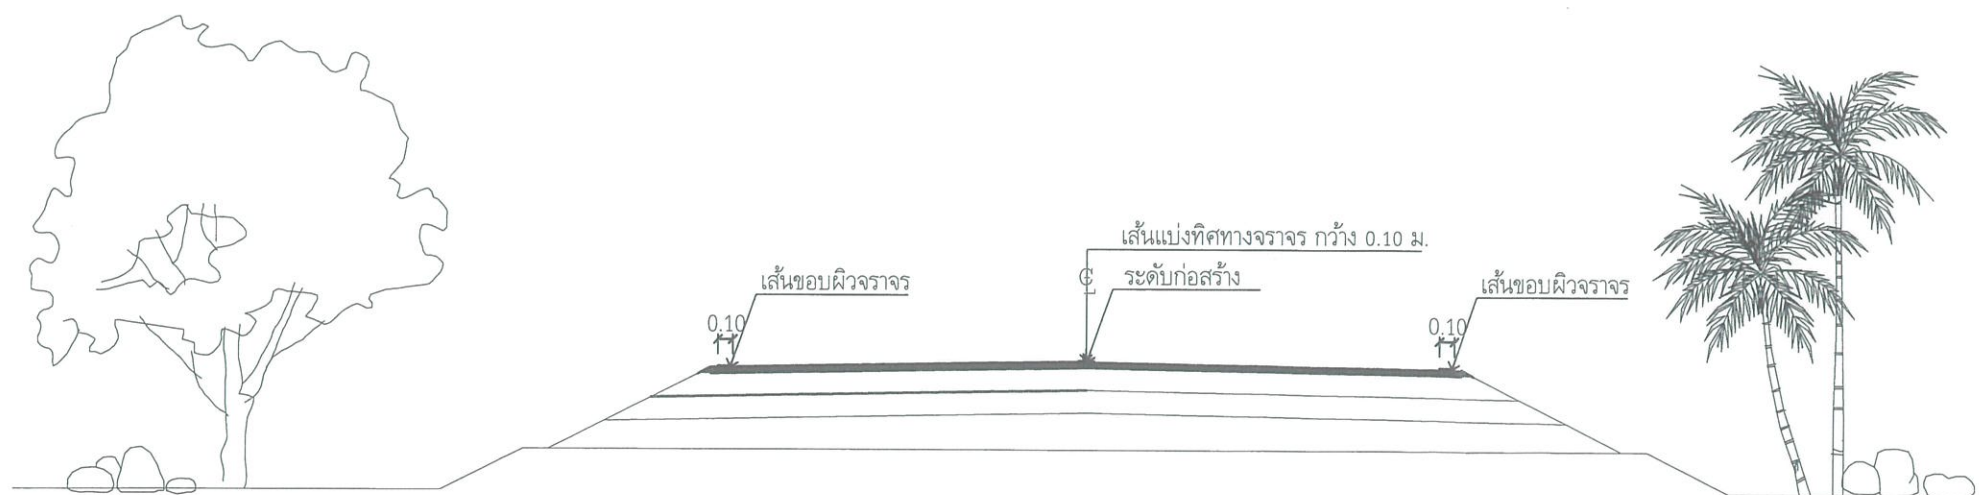 เส้นแบ่งทิศทางจราจร กว้าง 0.10 ม.
℄ ระดับก่อสร้าง
เส้นขอบผิวจราจร
เส้นขอบผิวจราจร
0.10
0.10